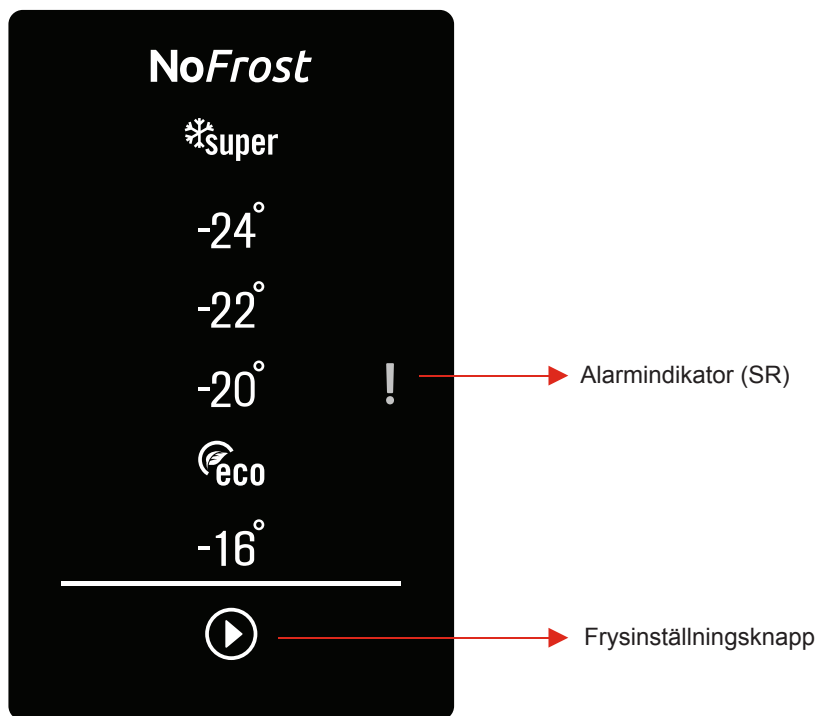 NoFrost
super
-24°
-22°
-20°
! Alarmindikator (SR)
eco
-16°
Frysinställningsknapp